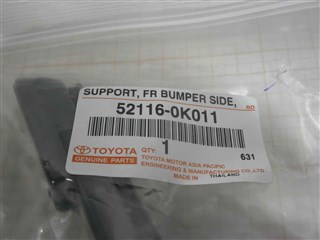 SUPPORT, FR BUMPER SIDE,
52116-0K011
TOYOTA
GENUINE PARTS
QTY:
1
631
TOYOTA MOTOR ASIA PACIFIC
ENGINEERING & MANUFACTURING CO.,LTD.
MADE IN THAILAND